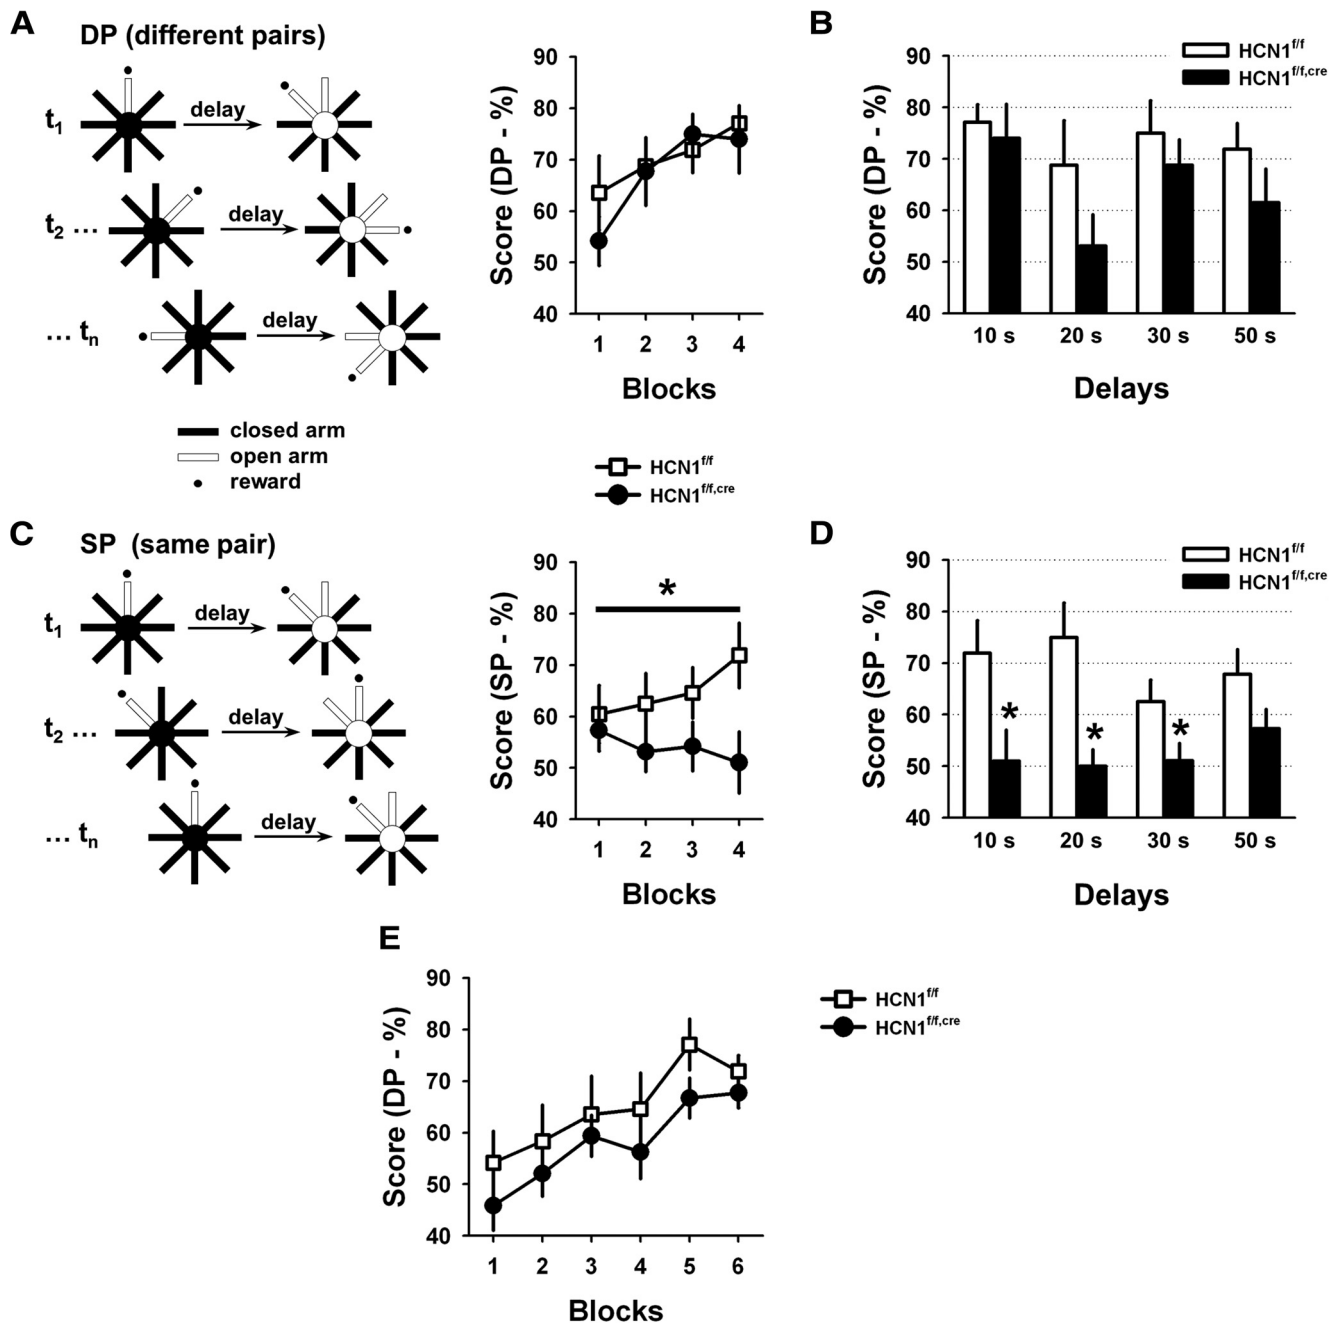 A
DP (different pairs)
t1
delay
t2 ...
delay
... tn
delay
closed arm
open arm
reward
Score (DP - %)
90
80
70
60
50
40
1 2 3 4
Blocks
HCN1f/f
HCN1f/f,cre
B
HCN1f/f
HCN1f/f,cre
Score (DP - %)
90
80
70
60
50
40
10 s 20 s 30 s 50 s
Delays
C
SP (same pair)
t1
delay
t2 ...
delay
... tn
delay
Score (SP - %)
90
80
70
60
50
40
*
1 2 3 4
Blocks
D
HCN1f/f
HCN1f/f,cre
Score (SP - %)
90
80
70
60
50
40
* * *
10 s 20 s 30 s 50 s
Delays
E
Score (DP - %)
90
80
70
60
50
40
1 2 3 4 5 6
Blocks
HCN1f/f
HCN1f/f,cre